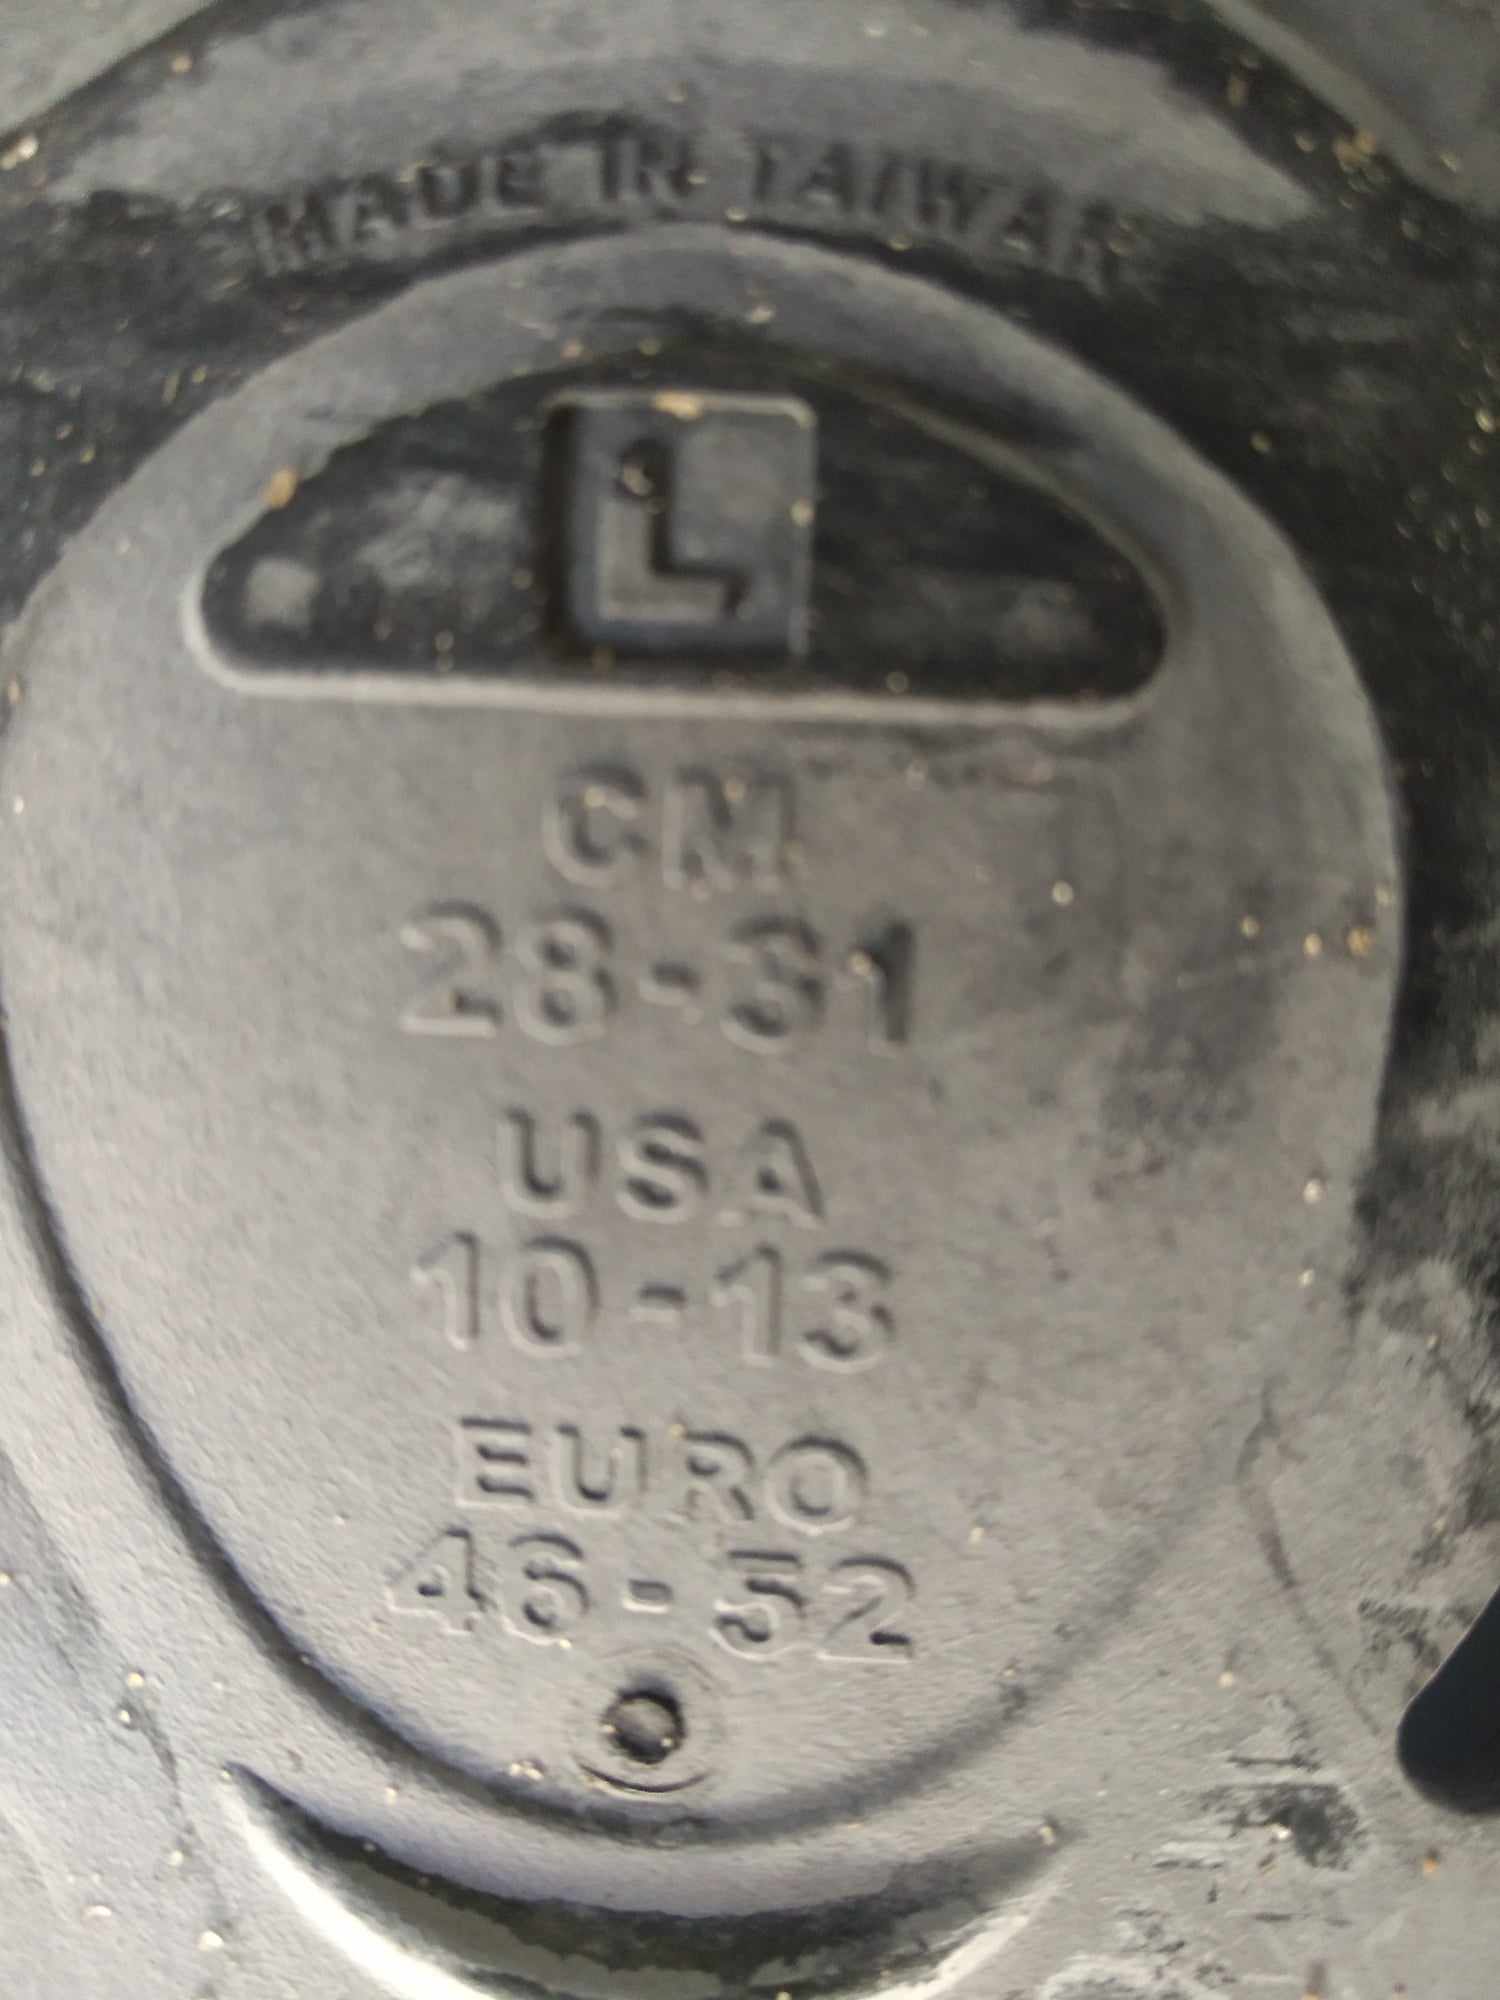 MADE IN TAIWAN
L
CM
28-31
USA
10-13
EURO
46-52